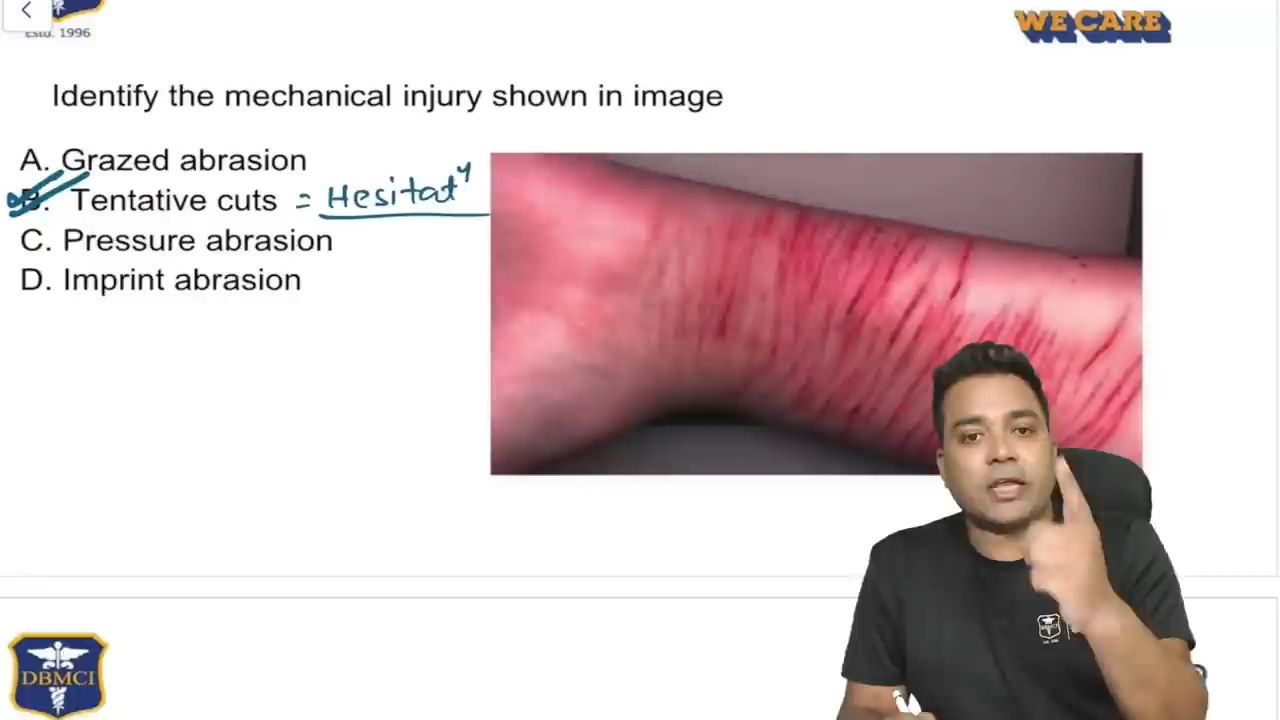 Estd. 1996
WE CARE
Identify the mechanical injury shown in image
A. Grazed abrasion
B. Tentative cuts = Hesitatⁿ
C. Pressure abrasion
D. Imprint abrasion
DBMCI